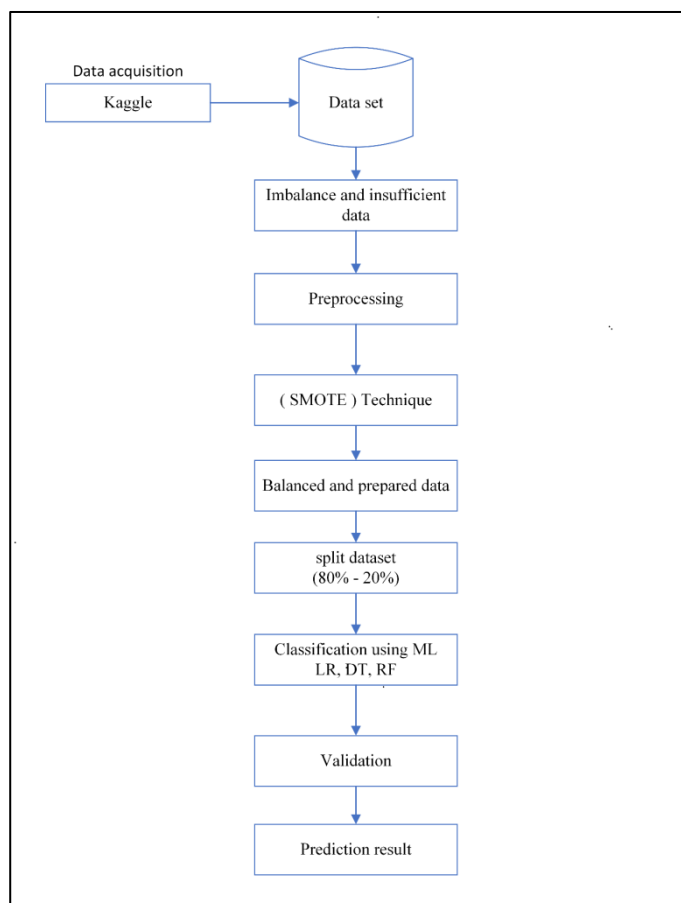 Data acquisition
Kaggle
Data set
Imbalance and insufficient
data
Preprocessing
( SMOTE ) Technique
Balanced and prepared data
split dataset
(80% - 20%)
Classification using ML
LR, DT, RF
Validation
Prediction result